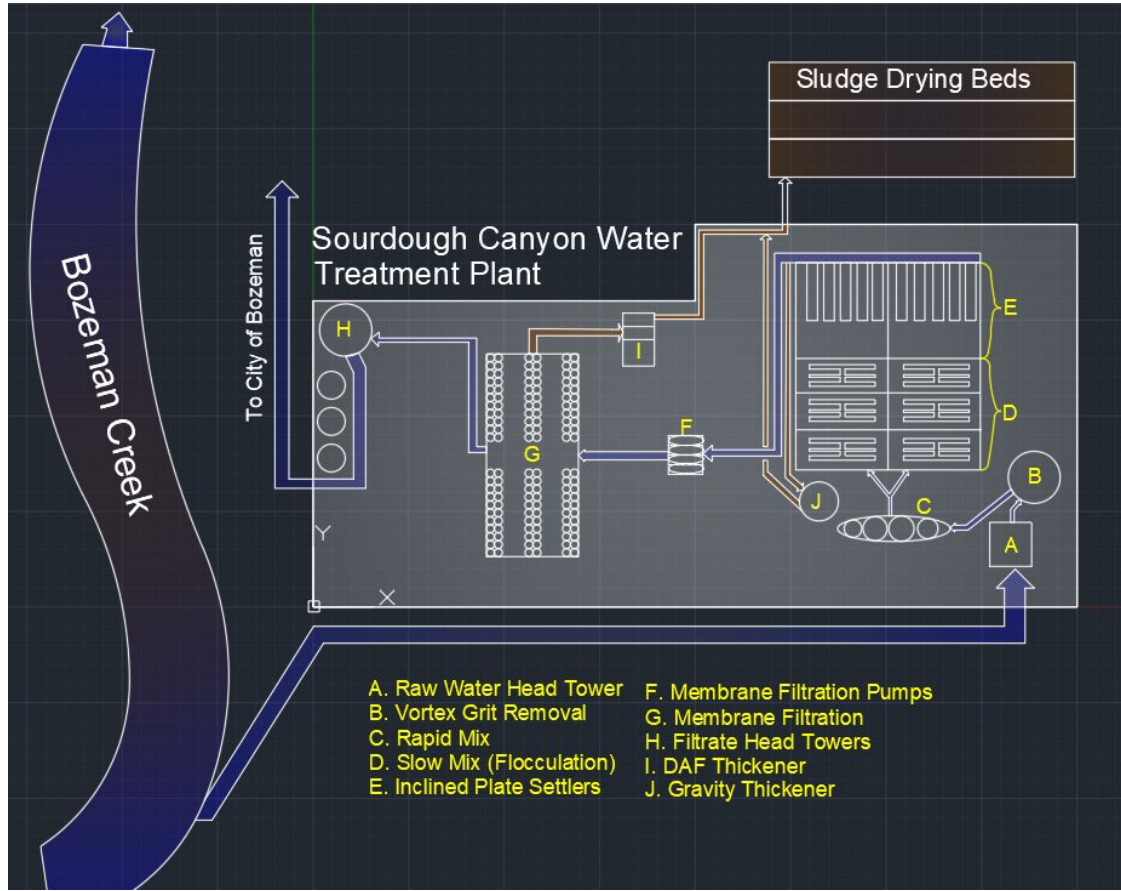 Sludge Drying Beds
Sourdough Canyon Water
Treatment Plant
To City of Bozeman
Bozeman Creek
H
I
G
F
E
D
B
C
J
A
Y
X
A. Raw Water Head Tower
B. Vortex Grit Removal
C. Rapid Mix
D. Slow Mix (Flocculation)
E. Inclined Plate Settlers
F. Membrane Filtration Pumps
G. Membrane Filtration
H. Filtrate Head Towers
I. DAF Thickener
J. Gravity Thickener